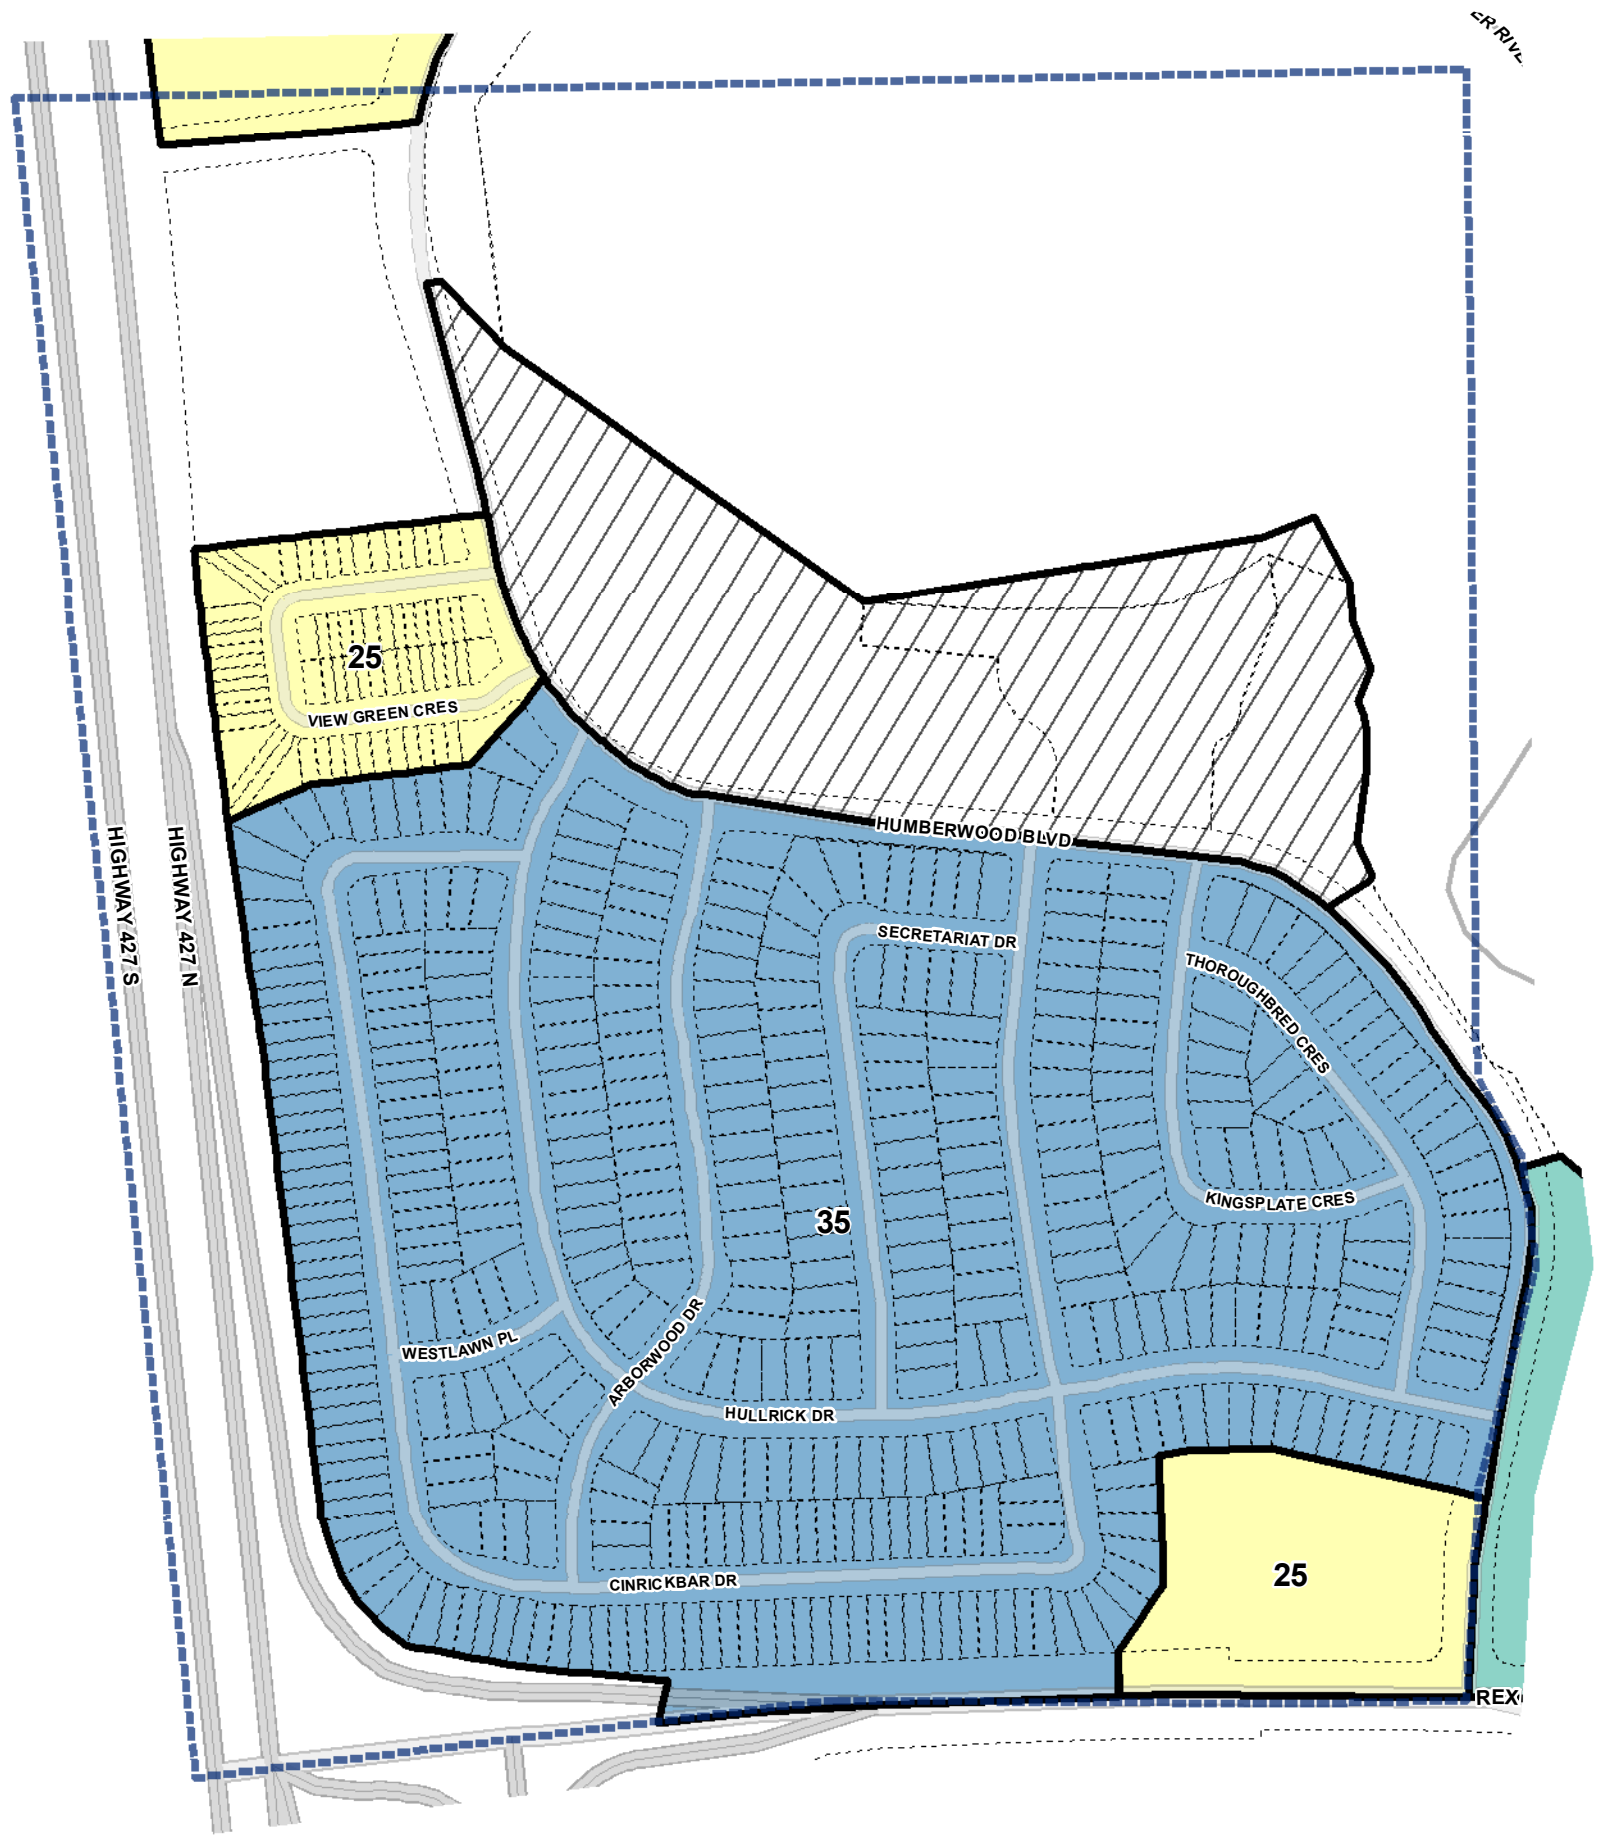 25
VIEW GREEN CRES
HUMBERWOOD BLVD
HIGHWAY 427 S
HIGHWAY 427 N
SECRETARIAT DR
THOROUGHBRED CRES
KINGSPLATE CRES
35
WESTLAWN PL
ARBORWOOD DR
HULLRICK DR
CINRICKBAR DR
25